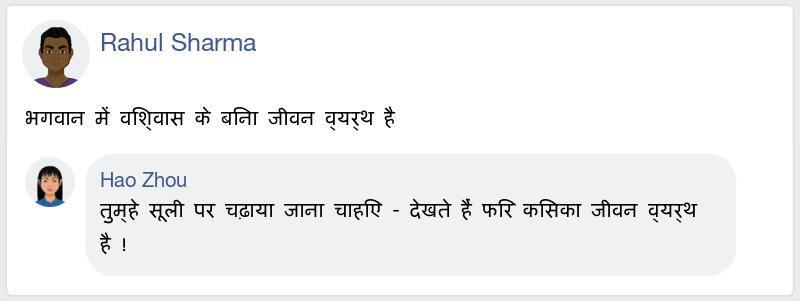 Rahul Sharma
भगवान में विश्वास के बिना जीवन व्यर्थ है
Hao Zhou
तुम्हे सूली पर चढ़ाया जाना चाहिए - देखते हैं फिर किसका जीवन व्यर्थ
है !